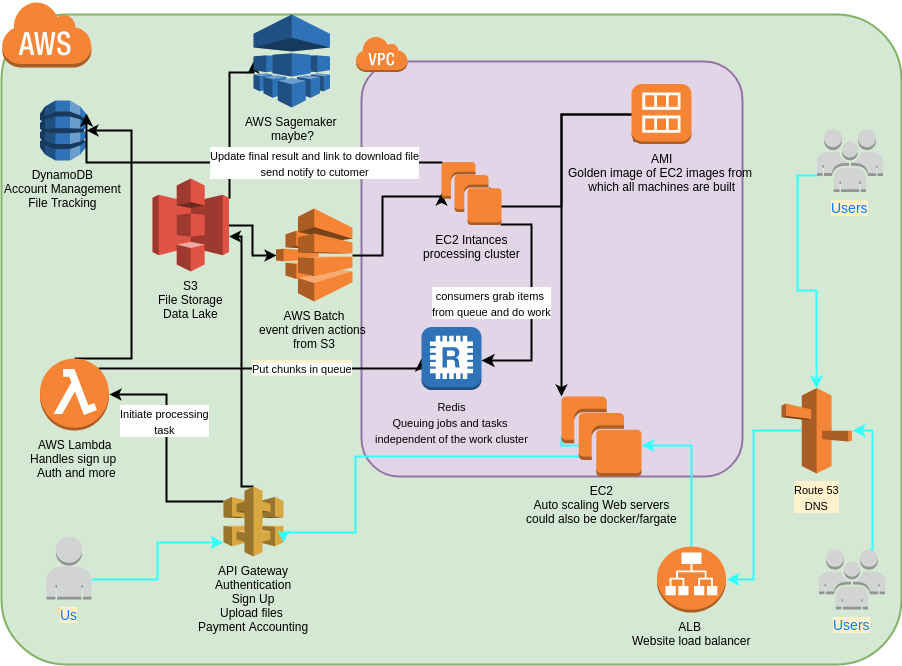 AWS
AWS Sagemaker
maybe?
VPC
DynamoDB
Account Management
File Tracking
Update final result and link to download file
send notify to cutomer
AMI
Golden image of EC2 images from
which all machines are built
Users
EC2 Intances
processing cluster
S3
File Storage
Data Lake
AWS Batch
event driven actions
from S3
consumers grab items
from queue and do work
Put chunks in queue
R
Redis
Queuing jobs and tasks
independent of the work cluster
Initiate processing
task
AWS Lambda
Handles sign up
Auth and more
EC2
Auto scaling Web servers
could also be docker/fargate
Route 53
DNS
API Gateway
Authentication
Sign Up
Upload files
Payment Accounting
Us
ALB
Website load balancer
Users